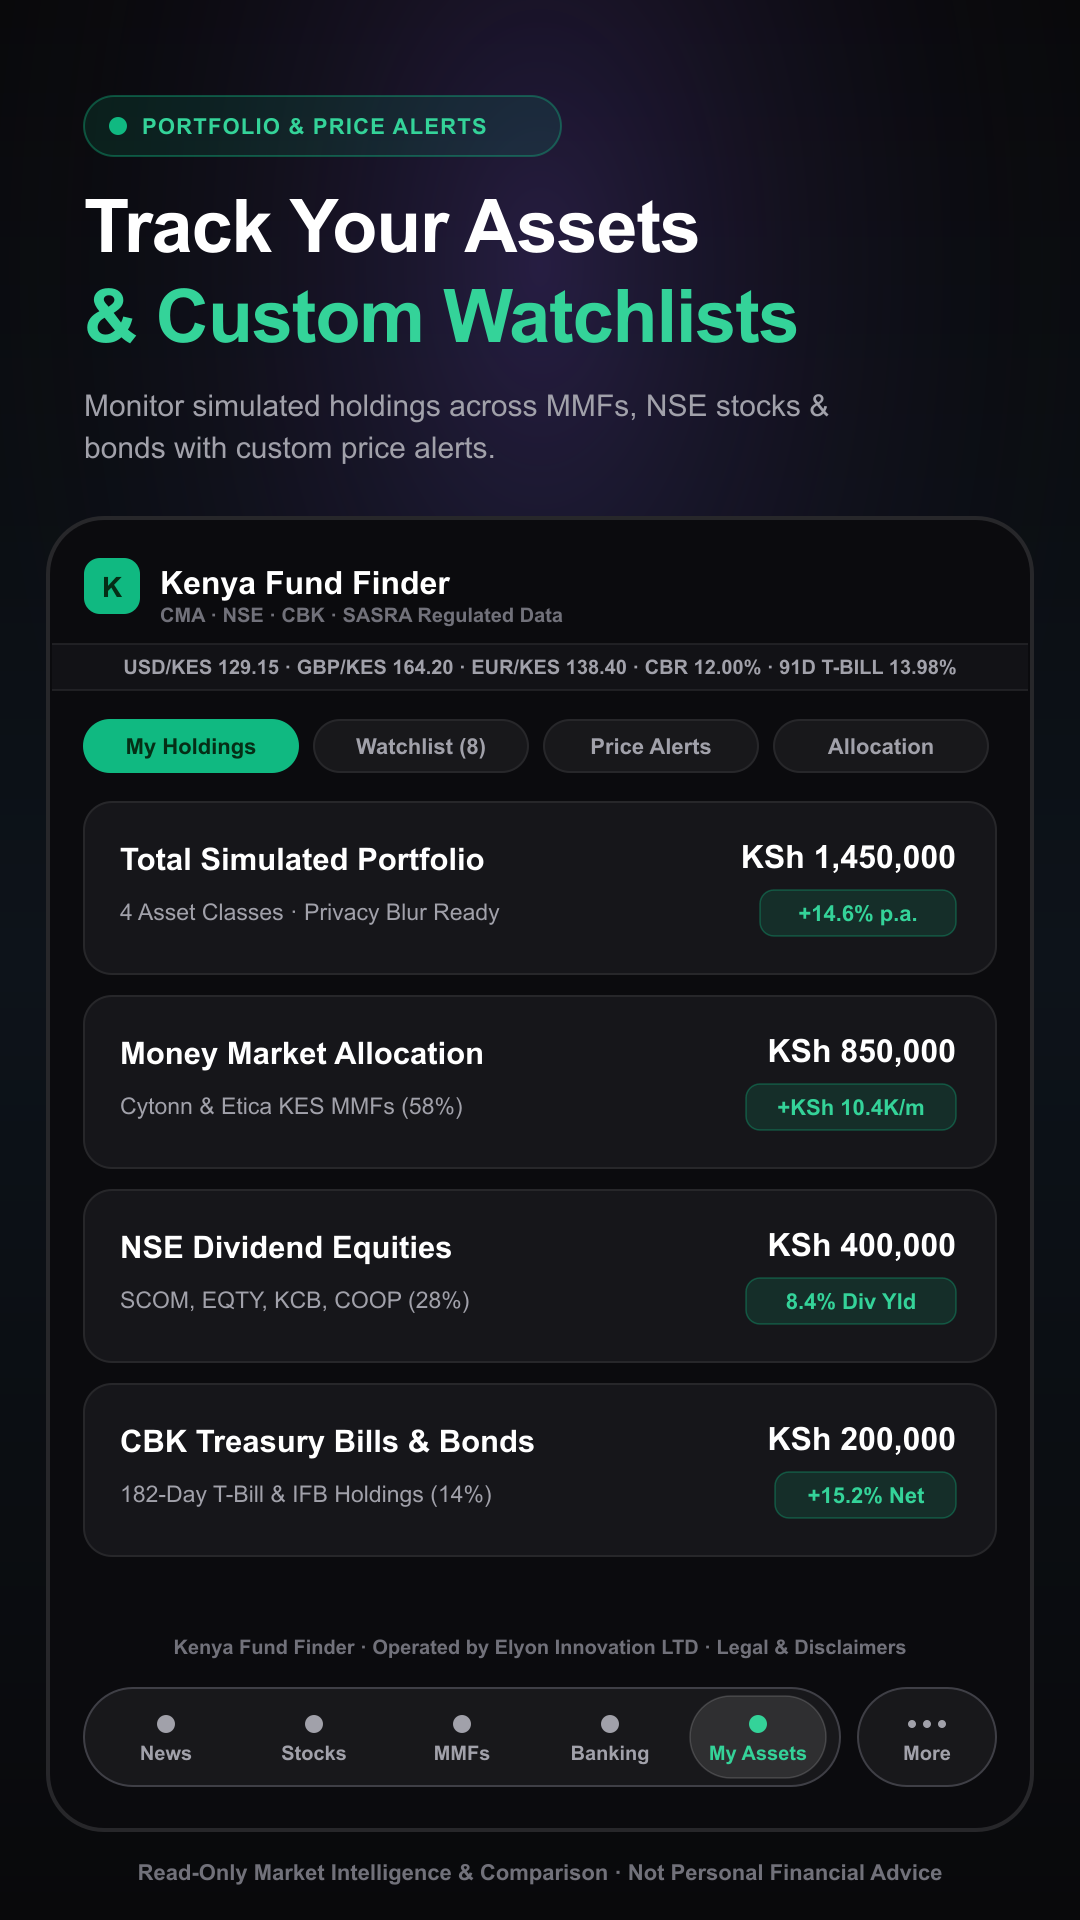 PORTFOLIO & PRICE ALERTS
Track Your Assets
& Custom Watchlists
Monitor simulated holdings across MMFs, NSE stocks &
bonds with custom price alerts.
K
Kenya Fund Finder
CMA · NSE · CBK · SASRA Regulated Data
USD/KES 129.15 · GBP/KES 164.20 · EUR/KES 138.40 · CBR 12.00% · 91D T-BILL 13.98%
My Holdings
Watchlist (8)
Price Alerts
Allocation
Total Simulated Portfolio
KSh 1,450,000
4 Asset Classes · Privacy Blur Ready
+14.6% p.a.
Money Market Allocation
KSh 850,000
Cytonn & Etica KES MMFs (58%)
+KSh 10.4K/m
NSE Dividend Equities
KSh 400,000
SCOM, EQTY, KCB, COOP (28%)
8.4% Div Yld
CBK Treasury Bills & Bonds
KSh 200,000
182-Day T-Bill & IFB Holdings (14%)
+15.2% Net
Kenya Fund Finder · Operated by Elyon Innovation LTD · Legal & Disclaimers
News
Stocks
MMFs
Banking
My Assets
More
Read-Only Market Intelligence & Comparison · Not Personal Financial Advice